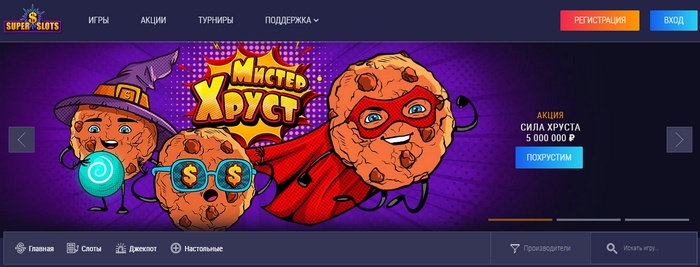 SUPER $ SLOTS
ИГРЫ
АКЦИИ
ТУРНИРЫ
ПОДДЕРЖКА
РЕГИСТРАЦИЯ
ВХОД
Мистер
Хруст
$ $
АКЦИЯ
СИЛА ХРУСТА
5 000 000 ₽
ПОХРУСТИМ
Главная
Слоты
Джекпот
Настольные
Производители
Искать игру...